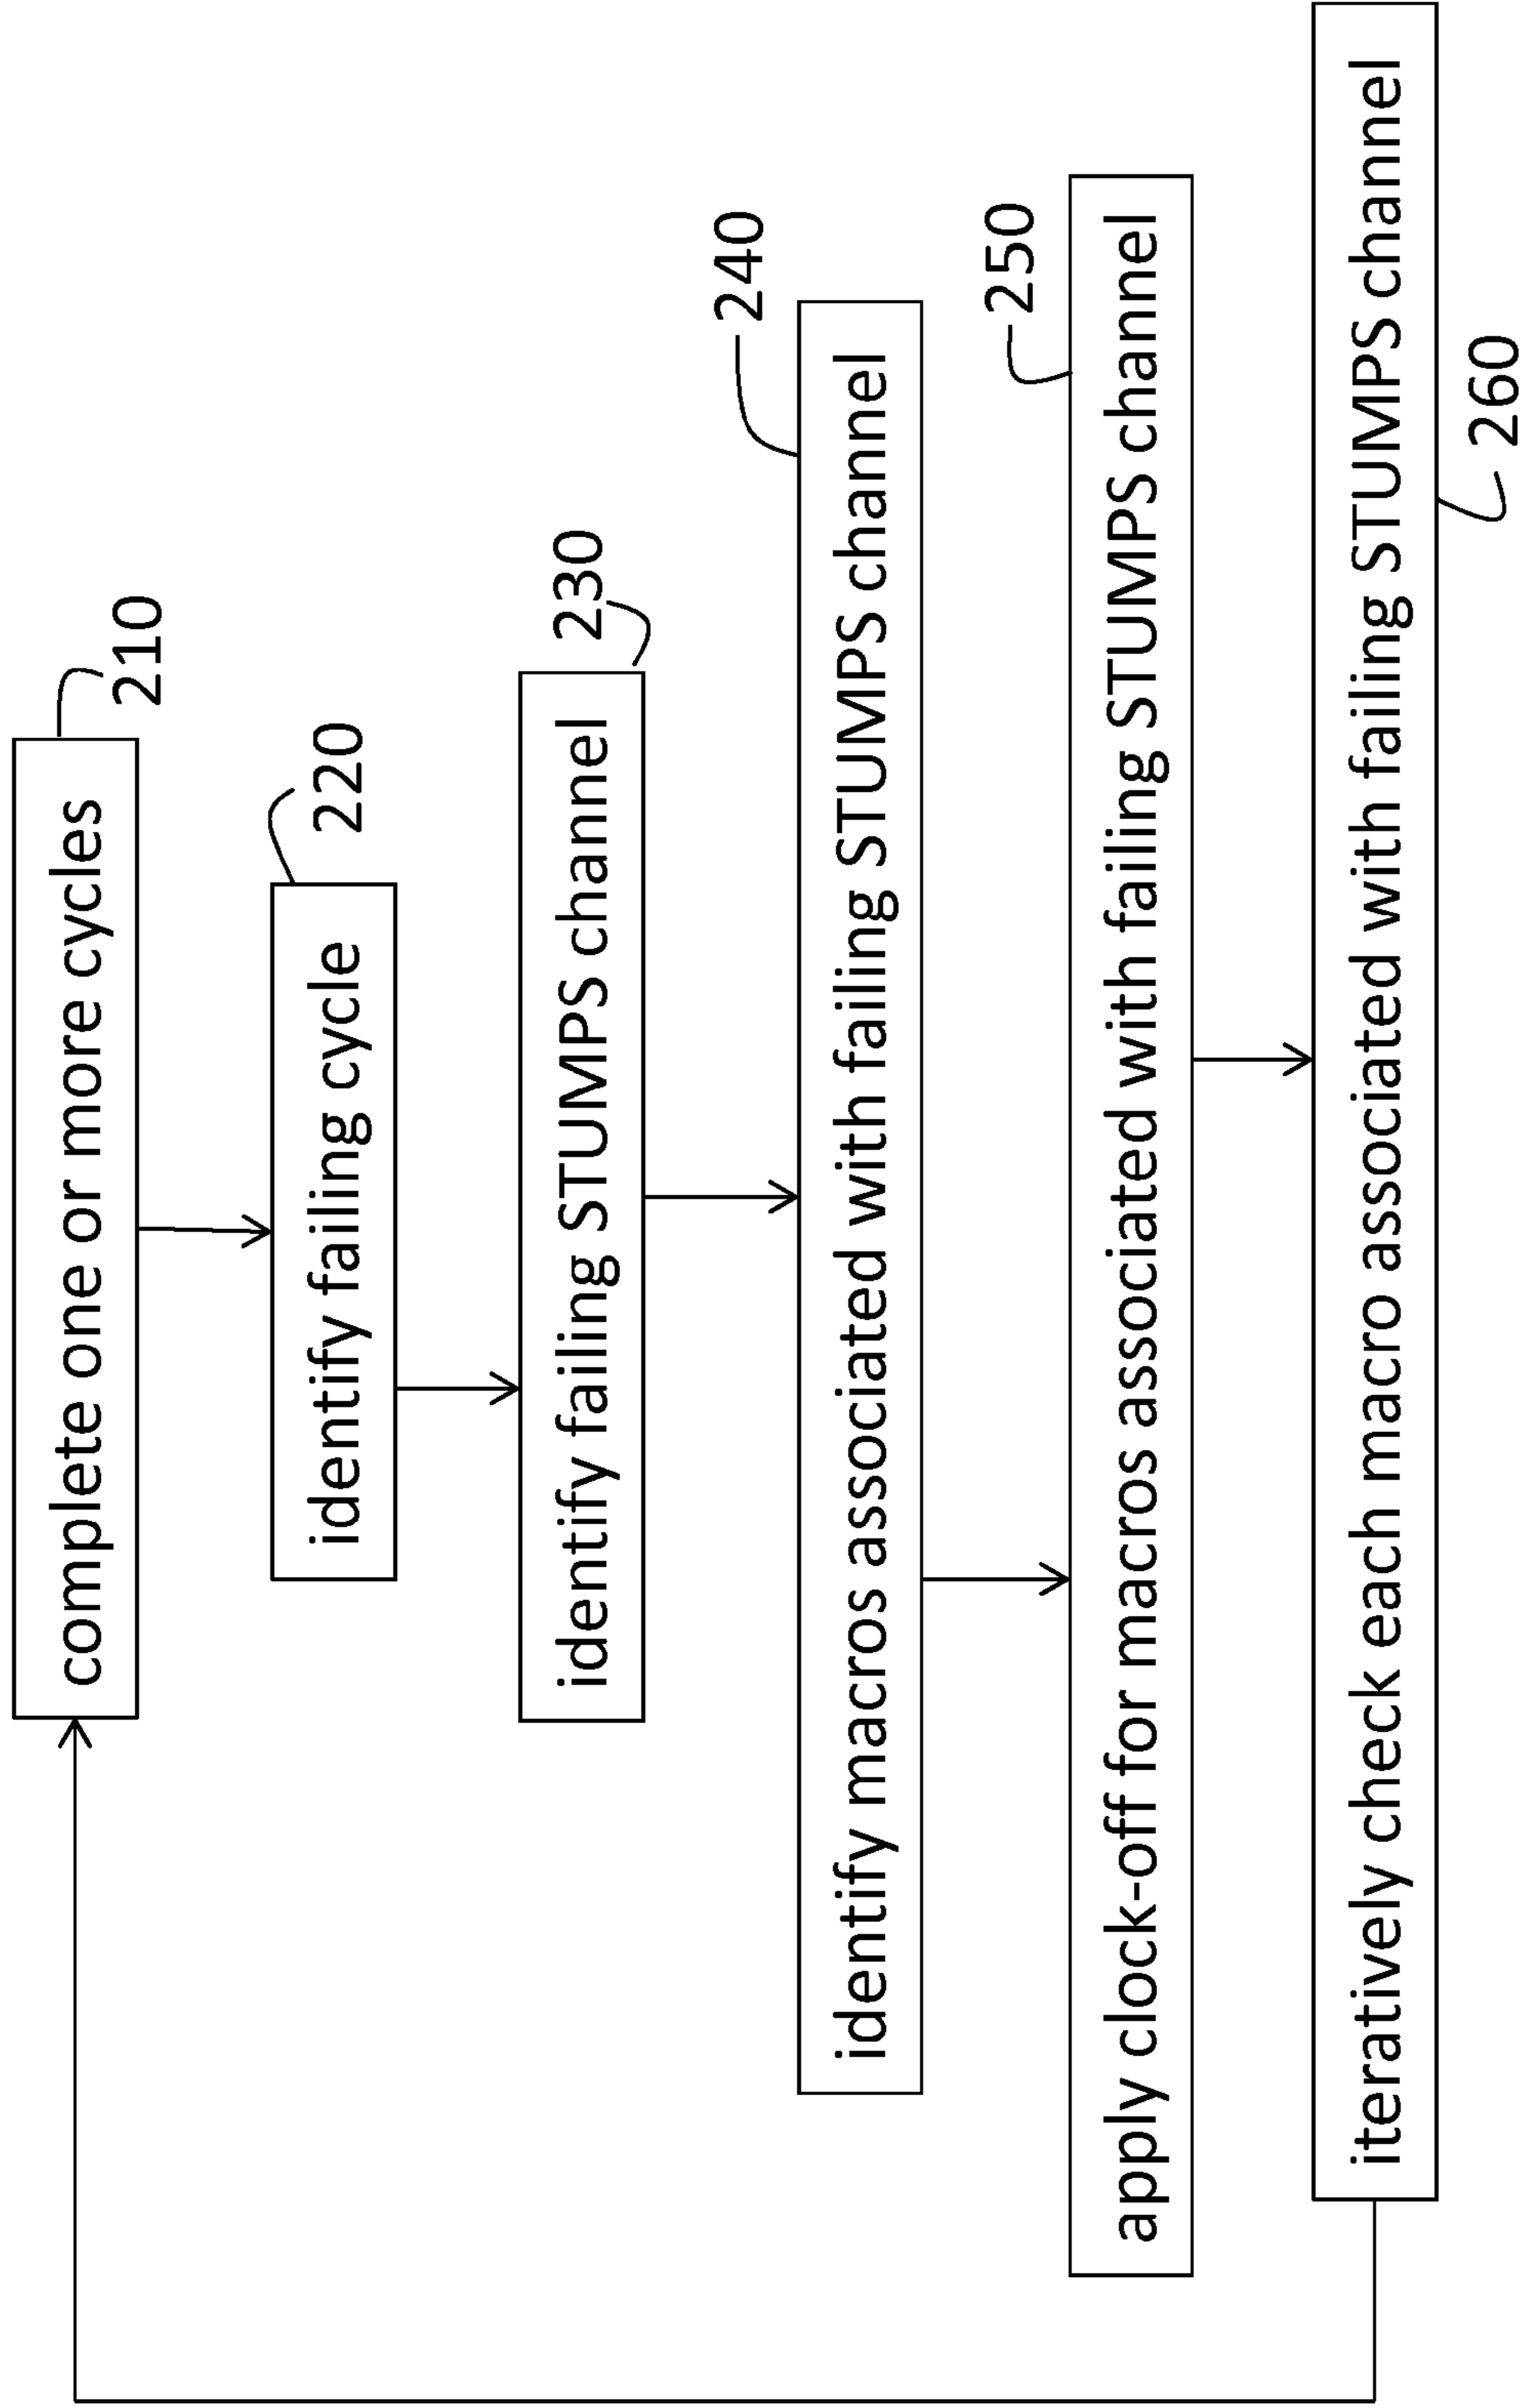 complete one or more cycles
210
identify failing cycle
220
identify failing STUMPS channel
230
identify macros associated with failing STUMPS channel
240
apply clock-off for macros associated with failing STUMPS channel
250
iteratively check each macro associated with failing STUMPS channel
260